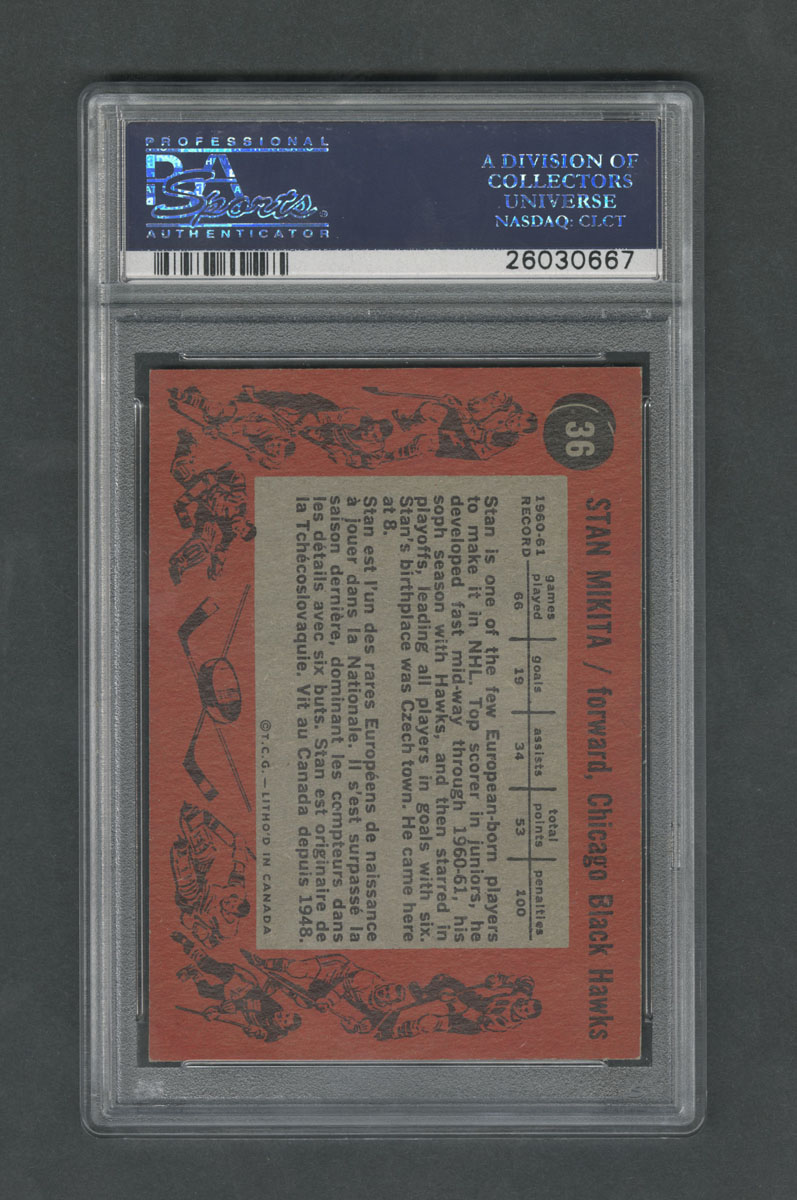 PROFESSIONAL
PSA
Sports
AUTHENTICATOR
A DIVISION OF
COLLECTORS
UNIVERSE
NASDAQ: CLCT
26030667
36
STAN MIKITA / forward, Chicago Black Hawks
1960-61 RECORD
games played goals assists total points penalties
66 19 34 53 100
Stan is one of the few European-born players
to make it in NHL. Top scorer in juniors, he
developed fast mid-way through 1960-61, his
soph season with Hawks, and then starred in
playoffs, leading all players in goals with six.
Stan's birthplace was Czech town. He came here
at 8.
Stan est l'un des rares Européens de naissance
à jouer dans la Nationale. Il s'est surpassé la
saison dernière, dominant les compteurs dans
les détails avec six buts. Stan est originaire de
la Tchécoslovaquie. Vit au Canada depuis 1948.
©T.C.G.—LITHO'D IN CANADA